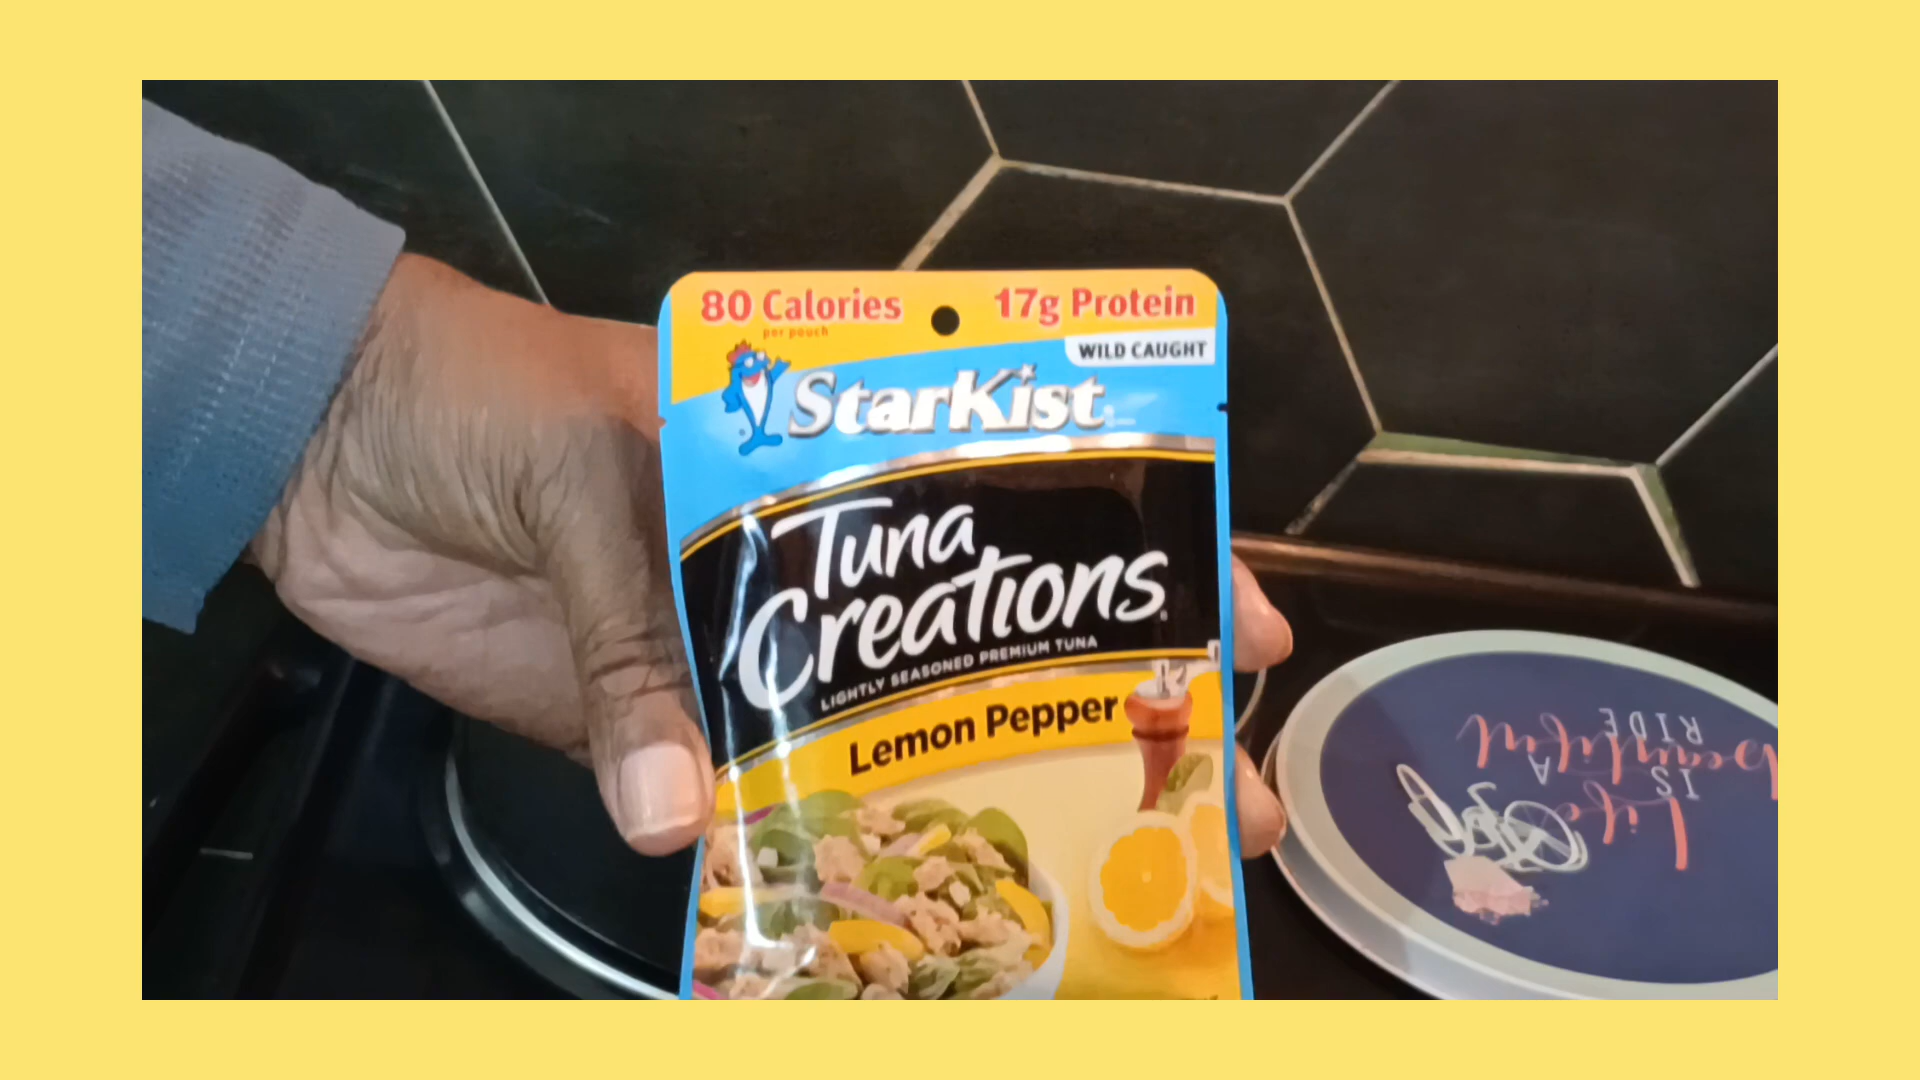 80 Calories
per pouch
17g Protein
WILD CAUGHT
StarKist
Tuna
Creations
LIGHTLY SEASONED PREMIUM TUNA
Lemon Pepper
Life
IS
A
beautiful
RIDE